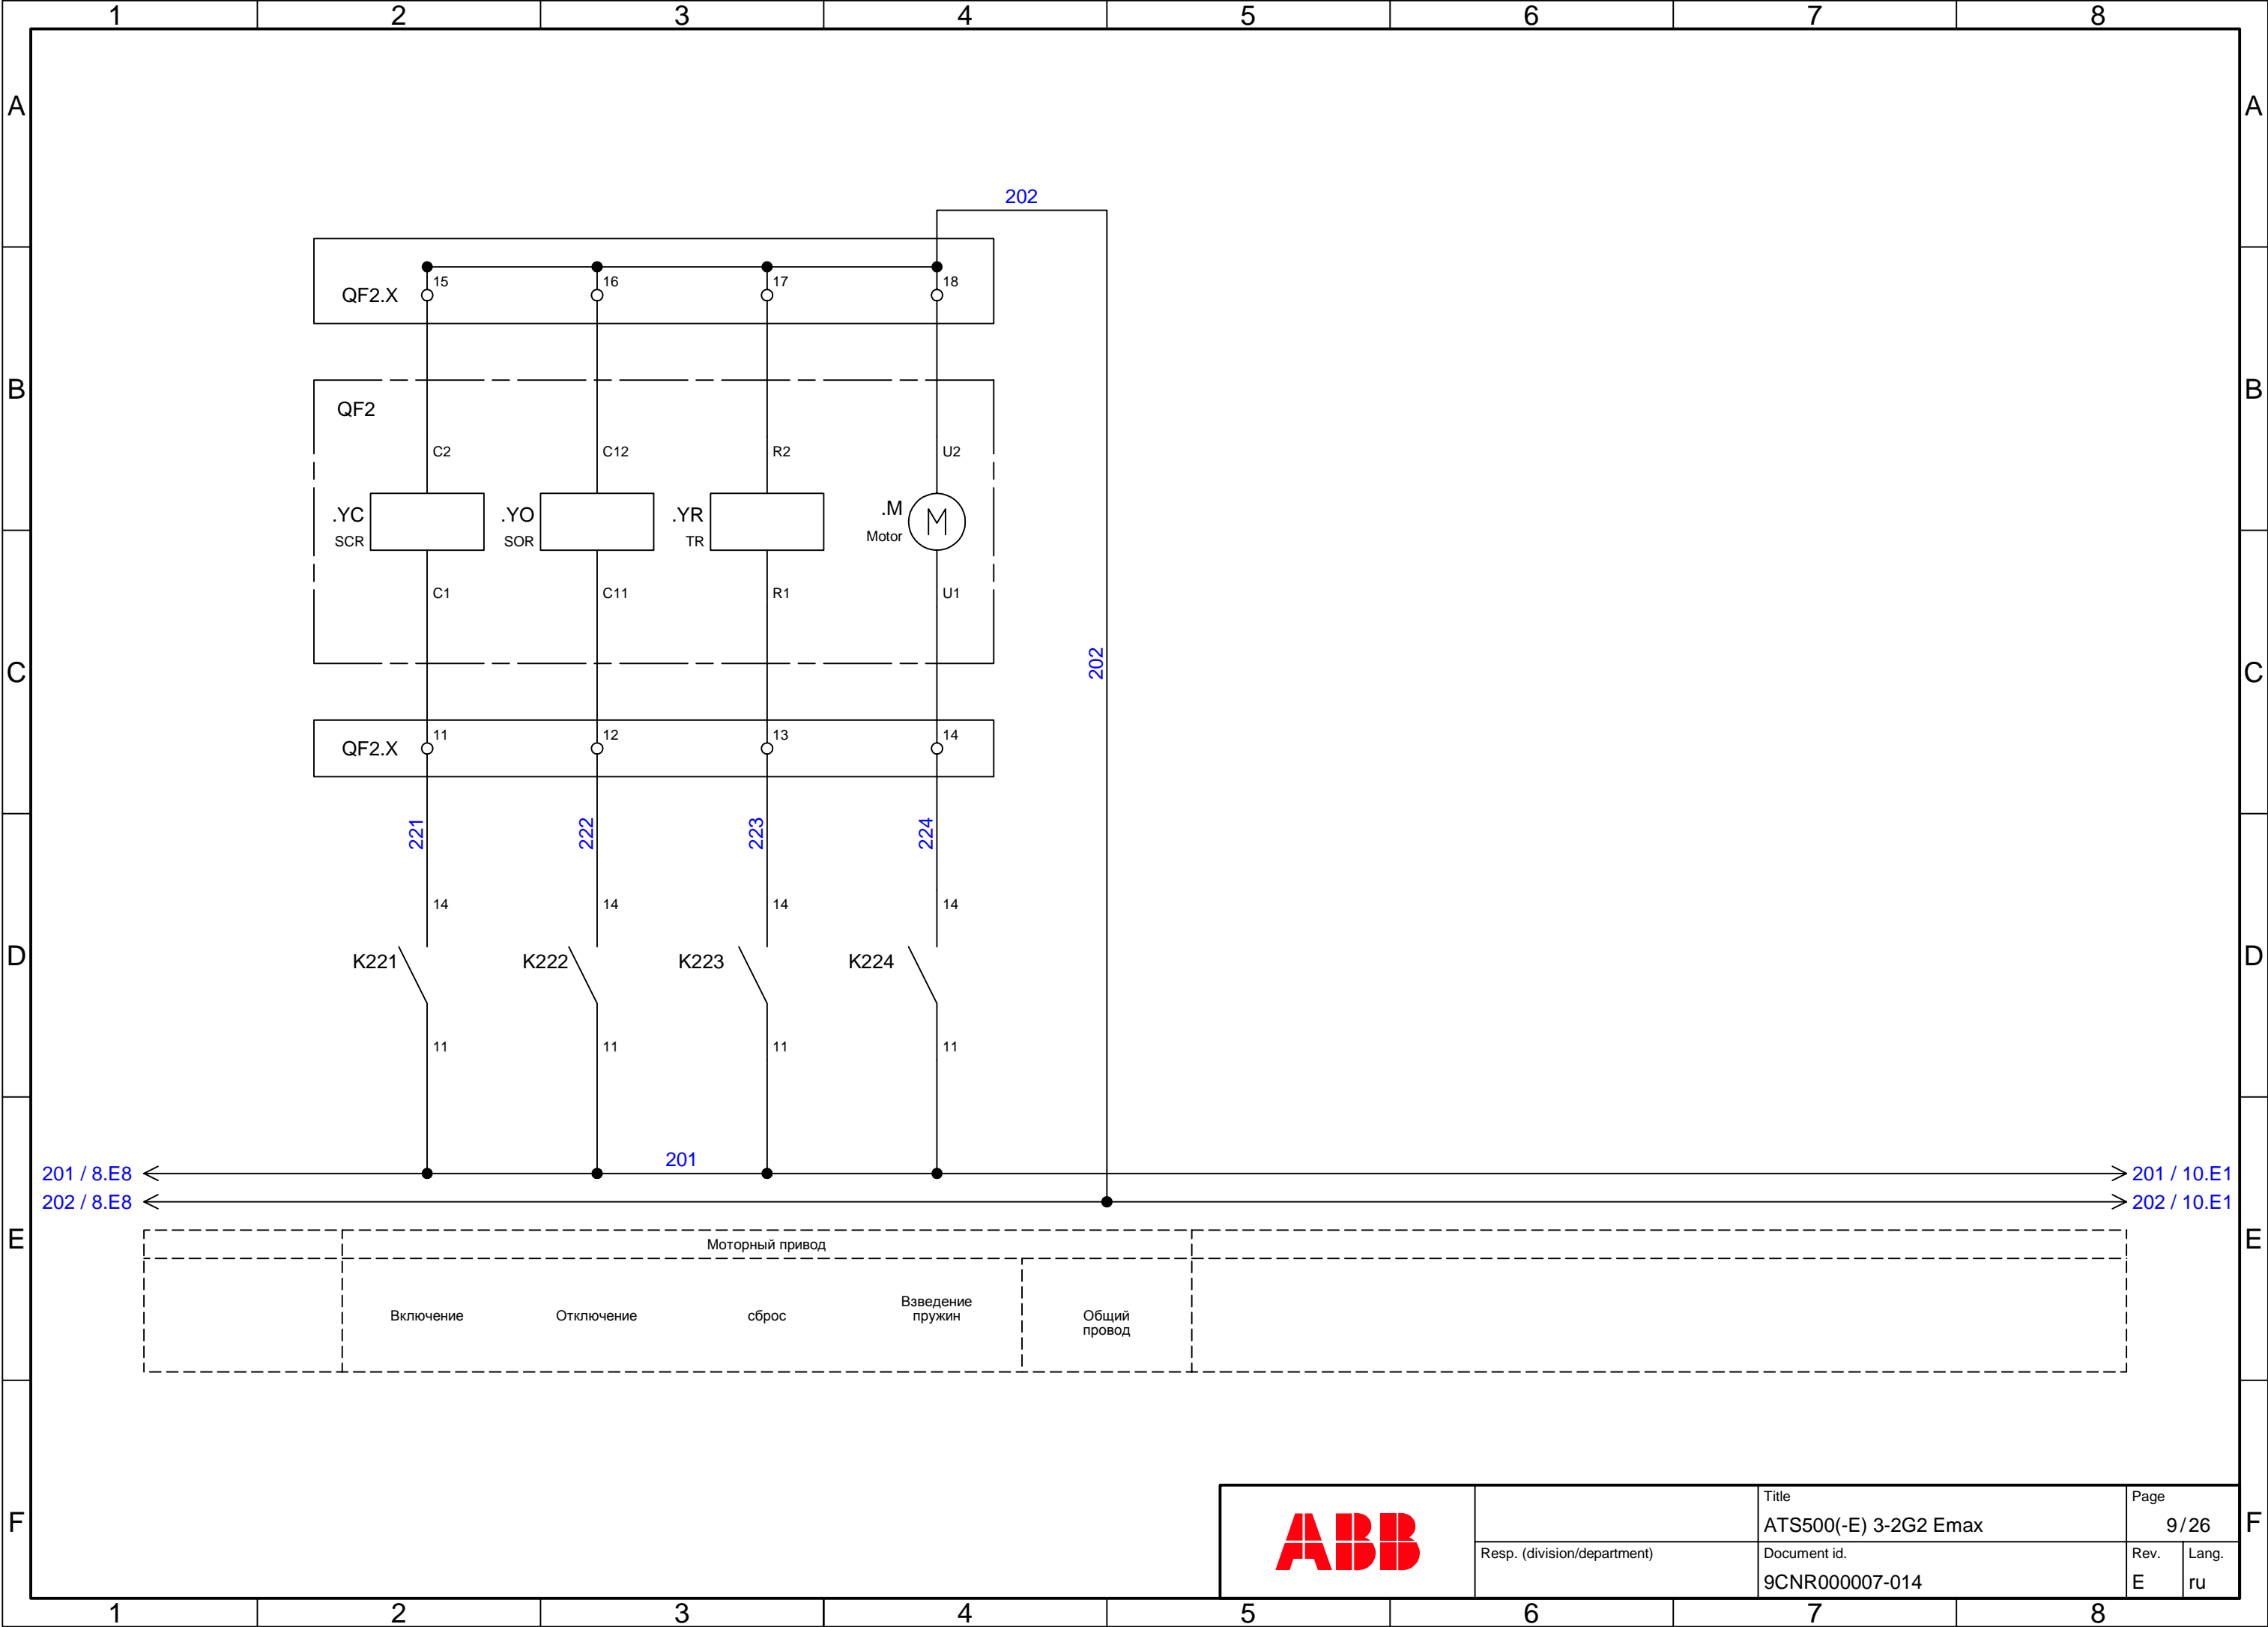 1 2 3 4 5 6 7 8
A A
202
15 16 17 18
QF2.X
B B
QF2
C2 C12 R2 U2
.YC .YO .YR .M M
SCR SOR TR Motor
C1 C11 R1 U1
202
C C
11 12 13 14
QF2.X
221 222 223 224
14 14 14 14
D D
K221 K222 K223 K224
11 11 11 11
201
201 / 8.E8 201 / 10.E1
202 / 8.E8 202 / 10.E1
E E
Моторный привод
Включение Отключение сброс Взведение
пружин
Общий
провод
F F
ABB
Title
ATS500(-E) 3-2G2 Emax
Page
9/26
Resp. (division/department)
Document id.
9CNR000007-014
Rev.
E
Lang.
ru
1 2 3 4 5 6 7 8